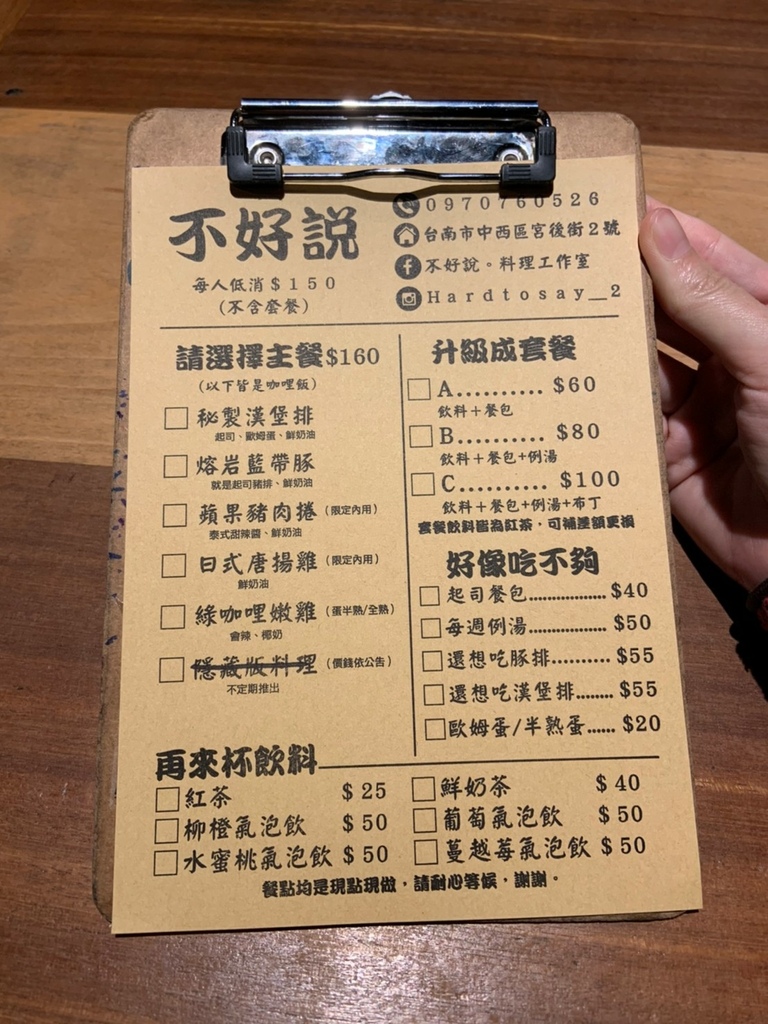 不好説
每人低消$150
(不含套餐)
0970760526
台南市中西區宮後街2號
不好說。料理工作室
Hardtosay_2
請選擇主餐$160
(以下皆是咖哩飯)
秘製漢堡排
起司、歐姆蛋、鮮奶油
熔岩藍帶豚
就是起司豬排、鮮奶油
蘋果豬肉捲(限定內用)
泰式甜辣醬、鮮奶油
日式唐揚雞(限定內用)
鮮奶油
綠咖哩嫩雞(蛋半熟/全熟)
會辣、椰奶
隱藏版料理(價錢依公告)
不定期推出
升級成套餐
A.......... $60
飲料+餐包
B.......... $80
飲料+餐包+例湯
C.......... $100
飲料+餐包+例湯+布丁
套餐飲料皆為紅茶，可補差額更換
好像吃不夠
起司餐包.................. $40
每週例湯.................. $50
還想吃豚排.......... $55
還想吃漢堡排........ $55
歐姆蛋/半熟蛋...... $20
再來杯飲料
紅茶 $25
鮮奶茶 $40
柳橙氣泡飲 $50
葡萄氣泡飲 $50
水蜜桃氣泡飲 $50
蔓越莓氣泡飲 $50
餐點均是現點現做，請耐心等候，謝謝。